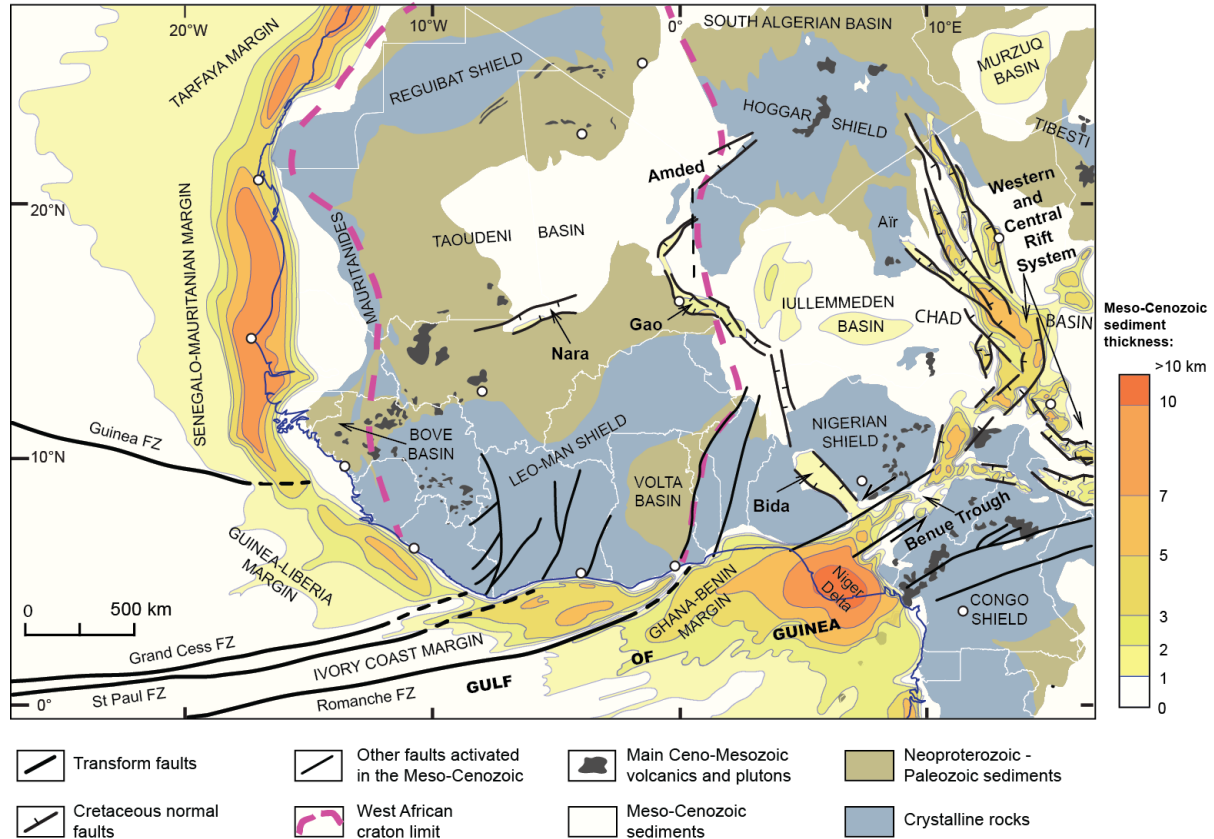 20°W
10°W
0°
10°E
SOUTH ALGERIAN BASIN
MURZUQ
BASIN
TARFAYA MARGIN
REGUIBAT SHIELD
HOGGAR
SHIELD
TIBESTI
Amded
Western
and
Central
Rift
System
20°N
SENEGALO-MAURITANIAN MARGIN
MAURITANIDES
TAOUDENI BASIN
Aïr
IULLEMMEDEN
BASIN
CHAD
BASIN
Gao
Nara
BOVE
BASIN
LEO-MAN SHIELD
NIGERIAN
SHIELD
VOLTA
BASIN
Bida
Benue Trough
Guinea FZ
10°N
GUINEA-LIBERIA
MARGIN
Niger
Delta
GHANA-BENIN
MARGIN
CONGO
SHIELD
0 500 km
Grand Cess FZ
IVORY COAST MARGIN
GULF
OF
GUINEA
St Paul FZ
Romanche FZ
0°
Meso-Cenozoic
sediment
thickness:
>10 km
10
7
5
3
2
1
0
Transform faults
Other faults activated
in the Meso-Cenozoic
Main Ceno-Mesozoic
volcanics and plutons
Neoproterozoic -
Paleozoic sediments
Cretaceous normal
faults
West African
craton limit
Meso-Cenozoic
sediments
Crystalline rocks